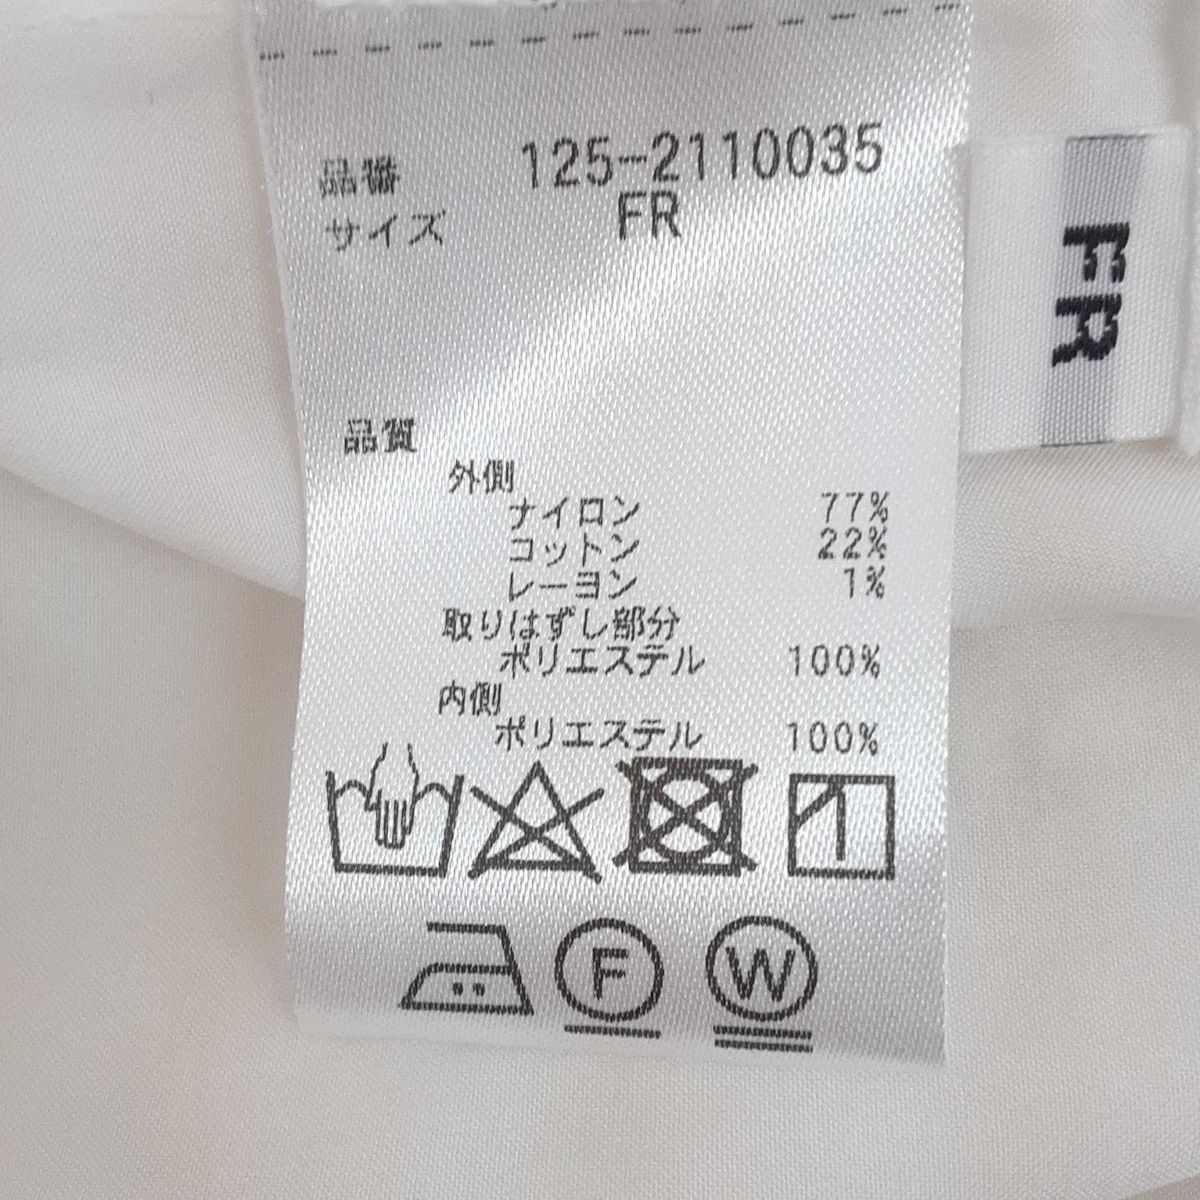 品番 125-2110035
サイズ FR
品質
外側
ナイロン 77%
コットン 22%
レーヨン 1%
取りはずし部分
ポリエステル 100%
内側
ポリエステル 100%
F W
FR